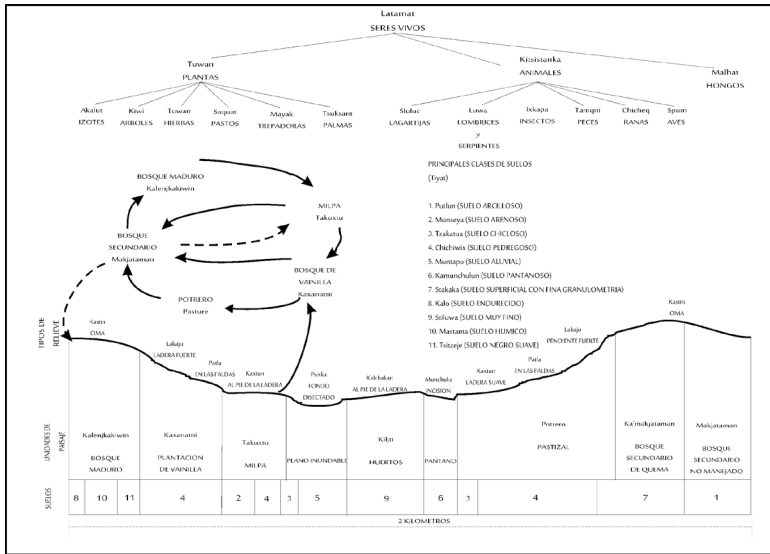 Latamat
SERES VIVOS
Tuwan
PLANTAS
Kitsistanka
ANIMALES
Malhat
HONGOS
Akalut
IZOTES
Kiwi
ARBOLES
Tuwan
HIERBAS
Saquat
PASTOS
Mayak
TREPADORAS
Tsuksant
PALMAS
Sluluc
LAGARTIJAS
Luwa
LOMBRICES
y
SERPIENTES
Ixkapa
INSECTOS
Tamqni
PECES
Chicheq
RANAS
Spum
AVES
BOSQUE MADURO
Kalenjkakiwin
MILPA
Takuxtu
BOSQUE
SECUNDARIO
Makjataman
BOSQUE DE
VAINILLA
Kaxanatni
POTRERO
Pasture
PRINCIPALES CLASES DE SUELOS
(Tiyat)
1. Putlun (SUELO ARCILLOSO)
2. Munseya (SUELO ARENOSO)
3. Tzakatua (SUELO CHICLOSO)
4. Chichiwix (SUELO PEDREGOSO)
5. Muntapu (SUELO ALUVIAL)
6. Kamunchulun (SUELO PANTANOSO)
7. Stakaka (SUELO SUPERFICIAL CON FINA GRANULOMETRIA)
8. Kalo (SUELO ENDURECIDO)
9. Soluwa (SUELO MUY FINO)
10. Mastama (SUELO HUMICO)
11. Tsitzeje (SUELO NEGRO SUAVE)
TIPOS DE
RELIEVE
Kastin
CIMA
Lakaju
LADERA FUERTE
Patla
EN LAS FALDAS
Kaxtun
AL PIE DE LA LADERA
FONDO
DISECTADO
Kalchakan
AL PIE DE LA LADERA
Munchula
INCISION
Kaxtun
LADERA SUAVE
Patla
EN LAS FALDAS
Lakaju
PENDIENTE FUERTE
Kastin
CIMA
UNIDADES DE
PAISAJE
Kalenjkakiwin
BOSQUE
MADURO
Kaxanatni
PLANTACION
DE VAINILLA
Takuxtu
MILPA
PLANO INUNDABLE
HUERTOS
PANTANO
Potrero
PASTIZAL
Ka'makjataman
BOSQUE
SECUNDARIO
DE QUEMA
Makjataman
BOSQUE
SECUNDARIO
NO MANEJADO
SUELOS
8 10 11 4 2 4 3 5 9 6 3 4 7 1
2 KILOMETROS